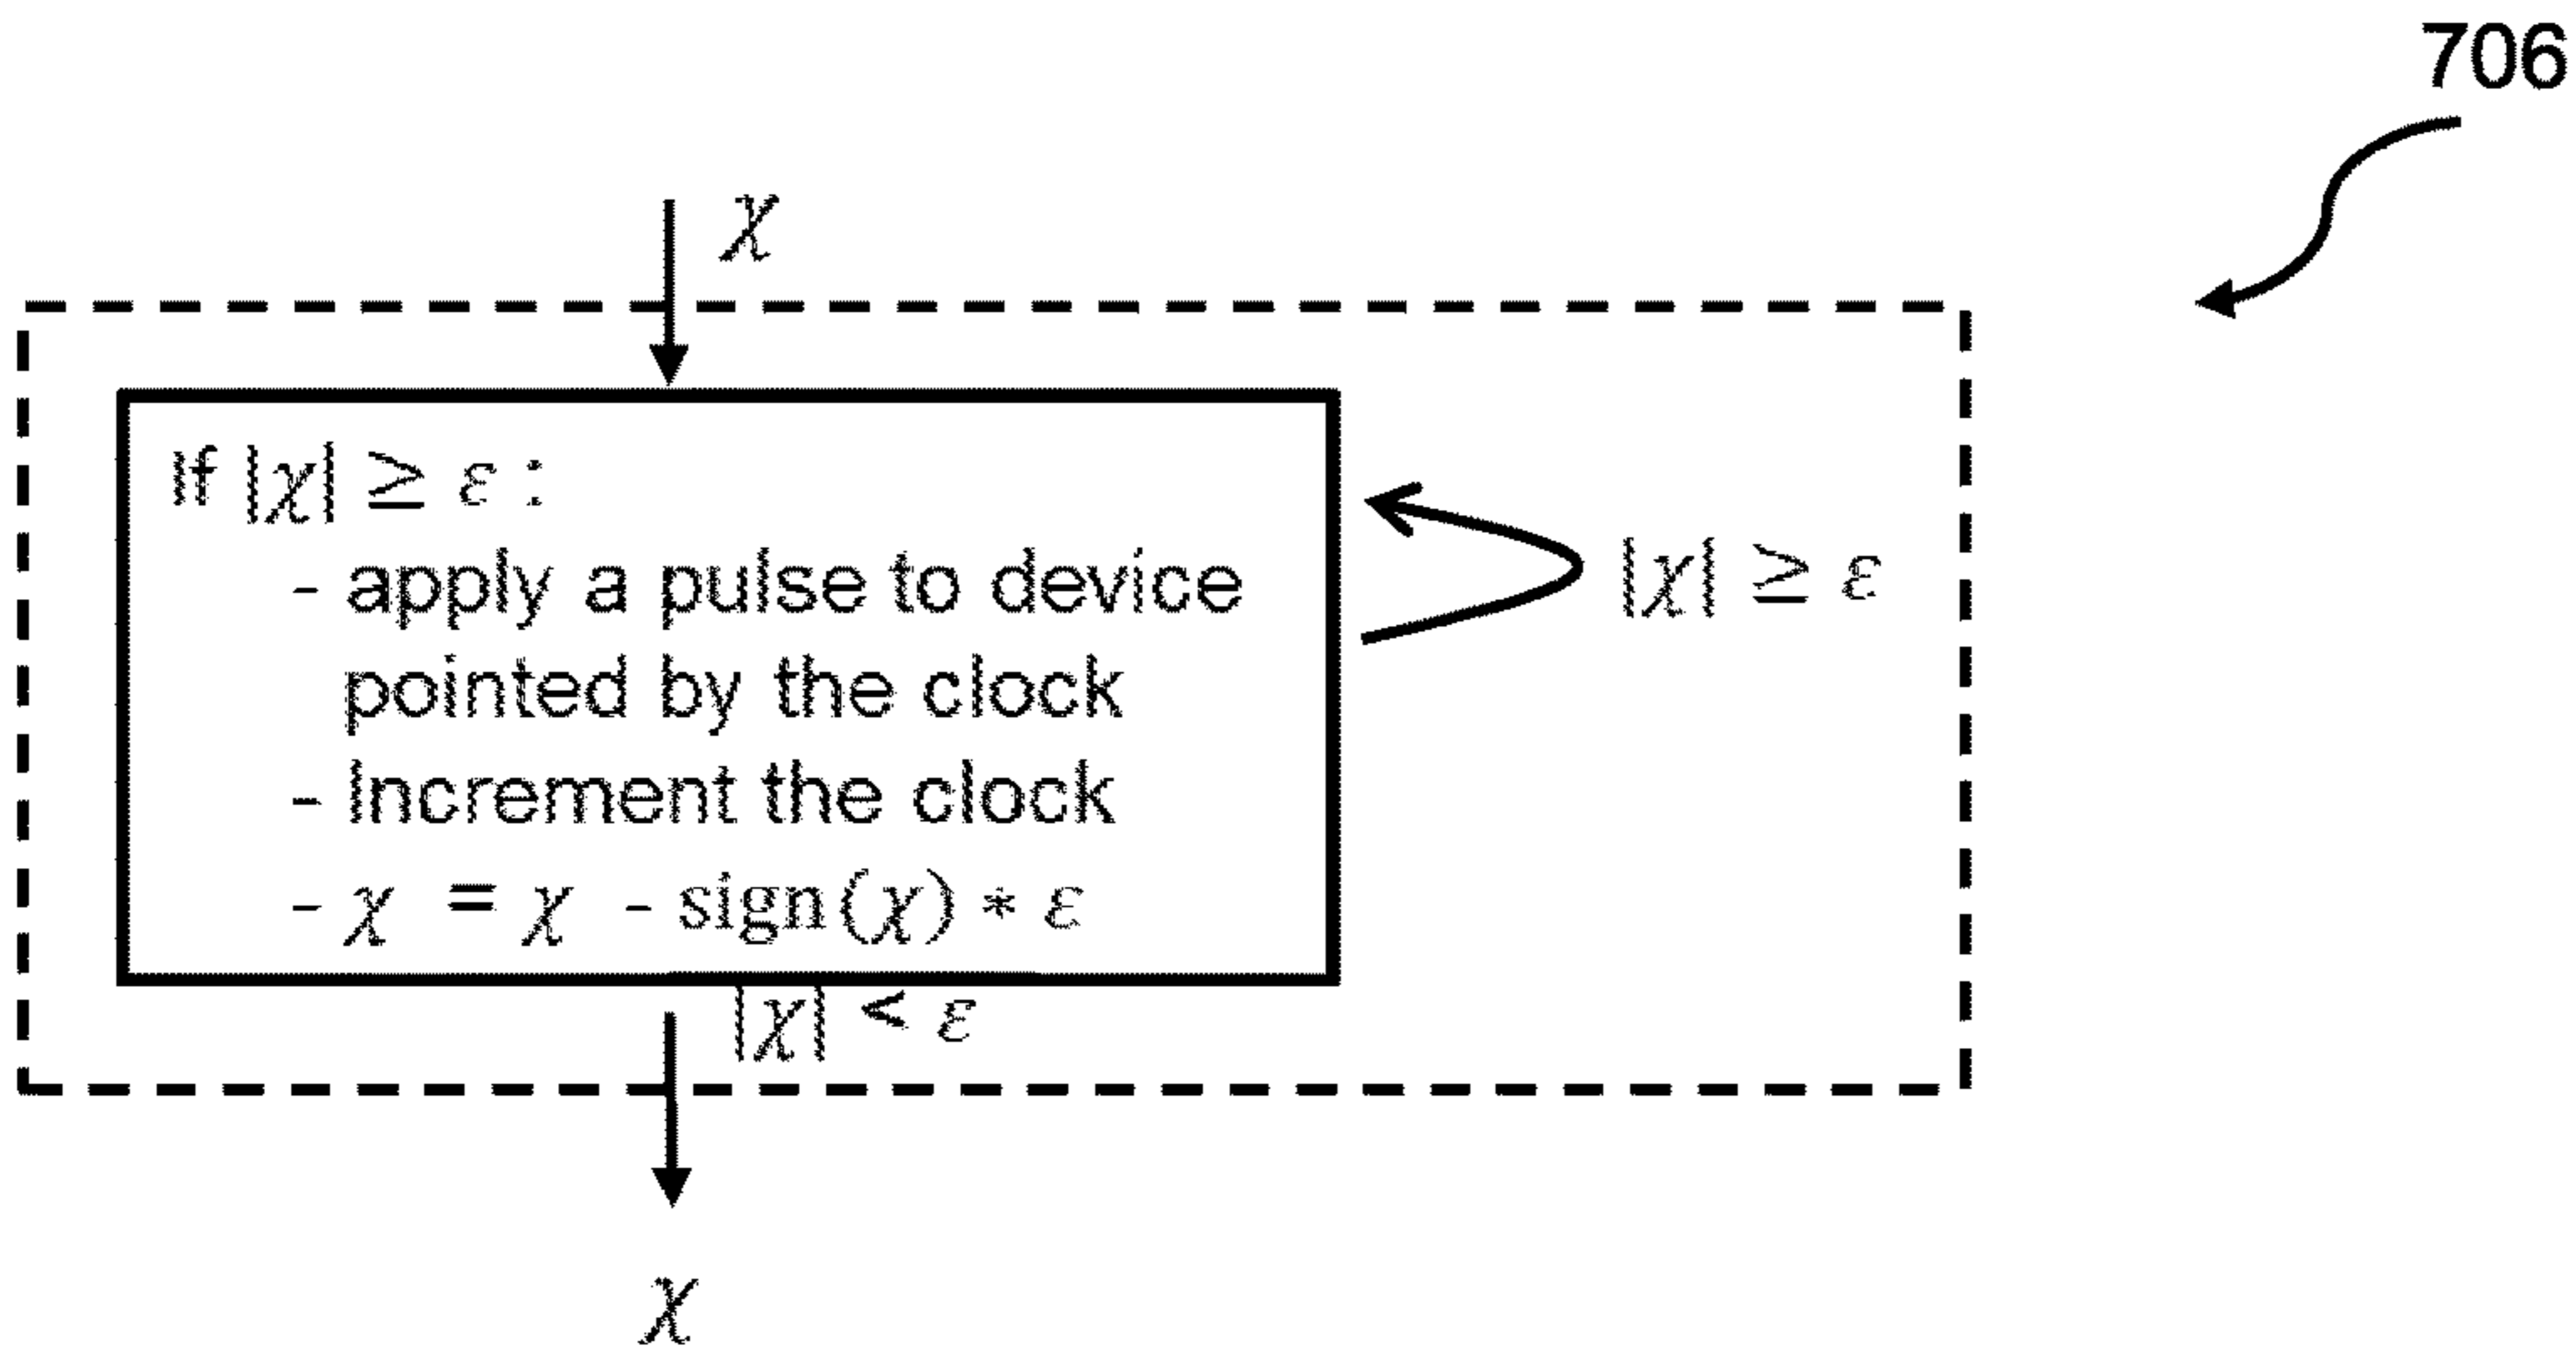 706
χ
If |χ| ≥ ε :
- apply a pulse to device
pointed by the clock
- Increment the clock
- χ = χ - sign(χ) * ε
|χ| ≥ ε
|χ| < ε
χ